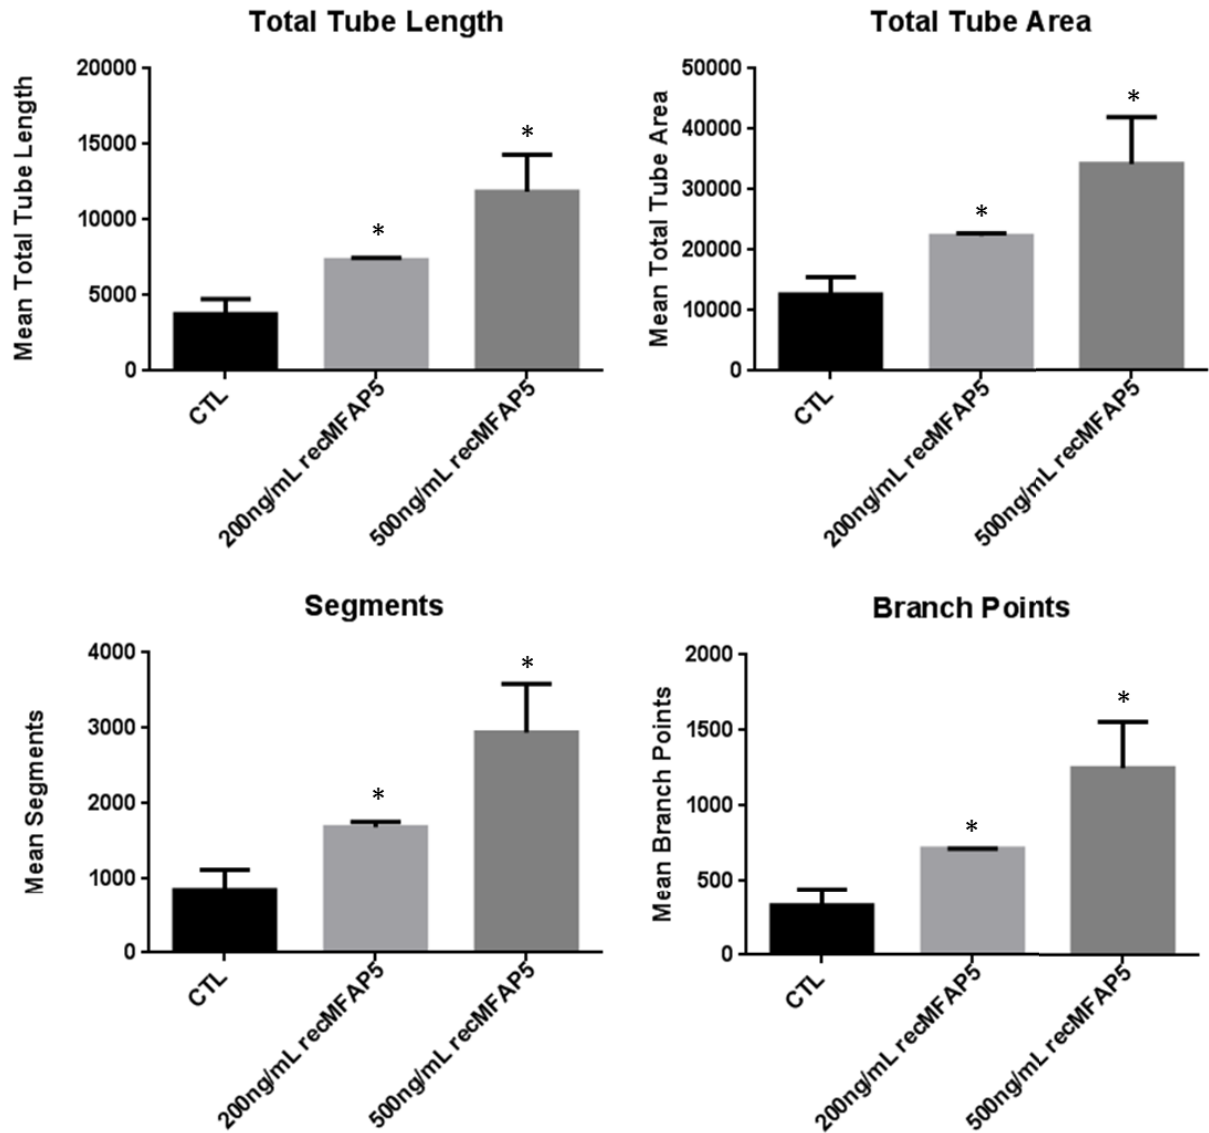 Total Tube Length
Mean Total Tube Length
20000
15000
10000
5000
0
*
*
CTL
200ng/mL recMFAP5
500ng/mL recMFAP5
Total Tube Area
Mean Total Tube Area
50000
40000
30000
20000
10000
0
*
*
CTL
200ng/mL recMFAP5
500ng/mL recMFAP5
Segments
Mean Segments
4000
3000
2000
1000
0
*
*
CTL
200ng/mL recMFAP5
500ng/mL recMFAP5
Branch Points
Mean Branch Points
2000
1500
1000
500
0
*
*
CTL
200ng/mL recMFAP5
500ng/mL recMFAP5